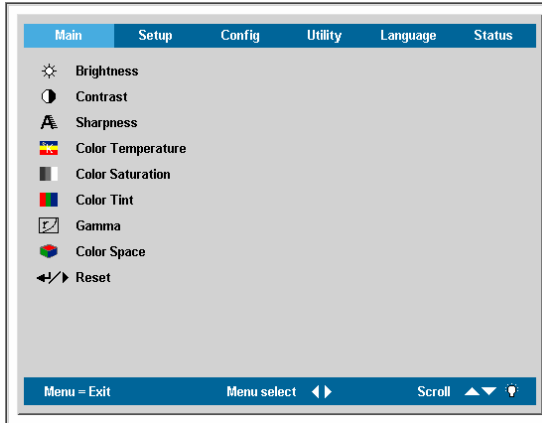 Main Setup Config Utility Language Status
Brightness
Contrast
Sharpness
°K Color Temperature
Color Saturation
Color Tint
Gamma
Color Space
Reset
Menu = Exit Menu select Scroll